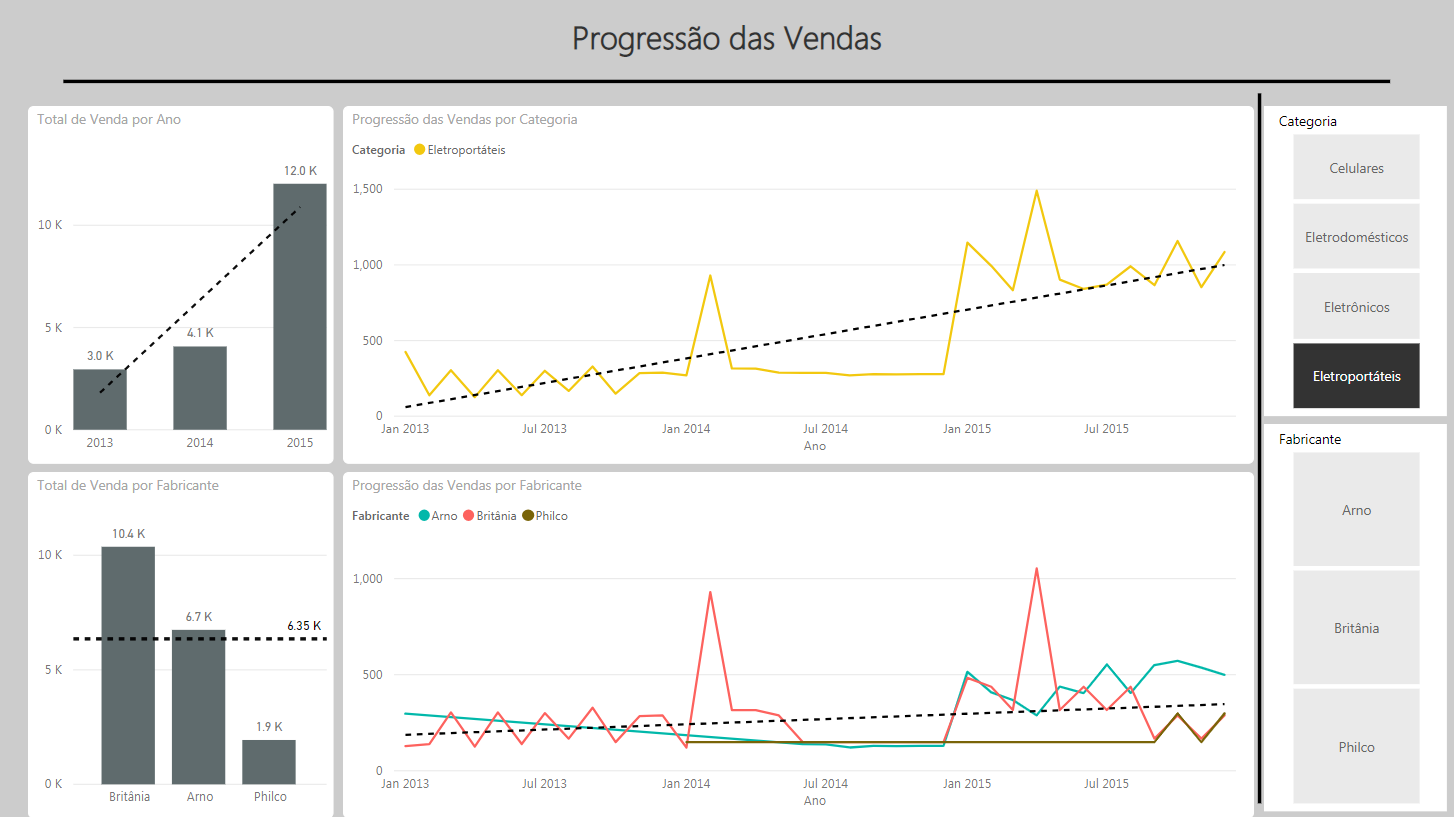 Progressão das Vendas
Total de Venda por Ano
12.0 K
10 K
5 K
4.1 K
3.0 K
0 K
2013 2014 2015
Progressão das Vendas por Categoria
Categoria Eletroportáteis
1,500
1,000
500
0
Jan 2013 Jul 2013 Jan 2014 Jul 2014 Jan 2015 Jul 2015
Ano
Categoria
Celulares
Eletrodomésticos
Eletrônicos
Eletroportáteis
Total de Venda por Fabricante
10.4 K
10 K
6.7 K
6.35 K
5 K
1.9 K
0 K
Britânia Arno Philco
Progressão das Vendas por Fabricante
Fabricante Arno Britânia Philco
1,000
500
0
Jan 2013 Jul 2013 Jan 2014 Jul 2014 Jan 2015 Jul 2015
Ano
Fabricante
Arno
Britânia
Philco